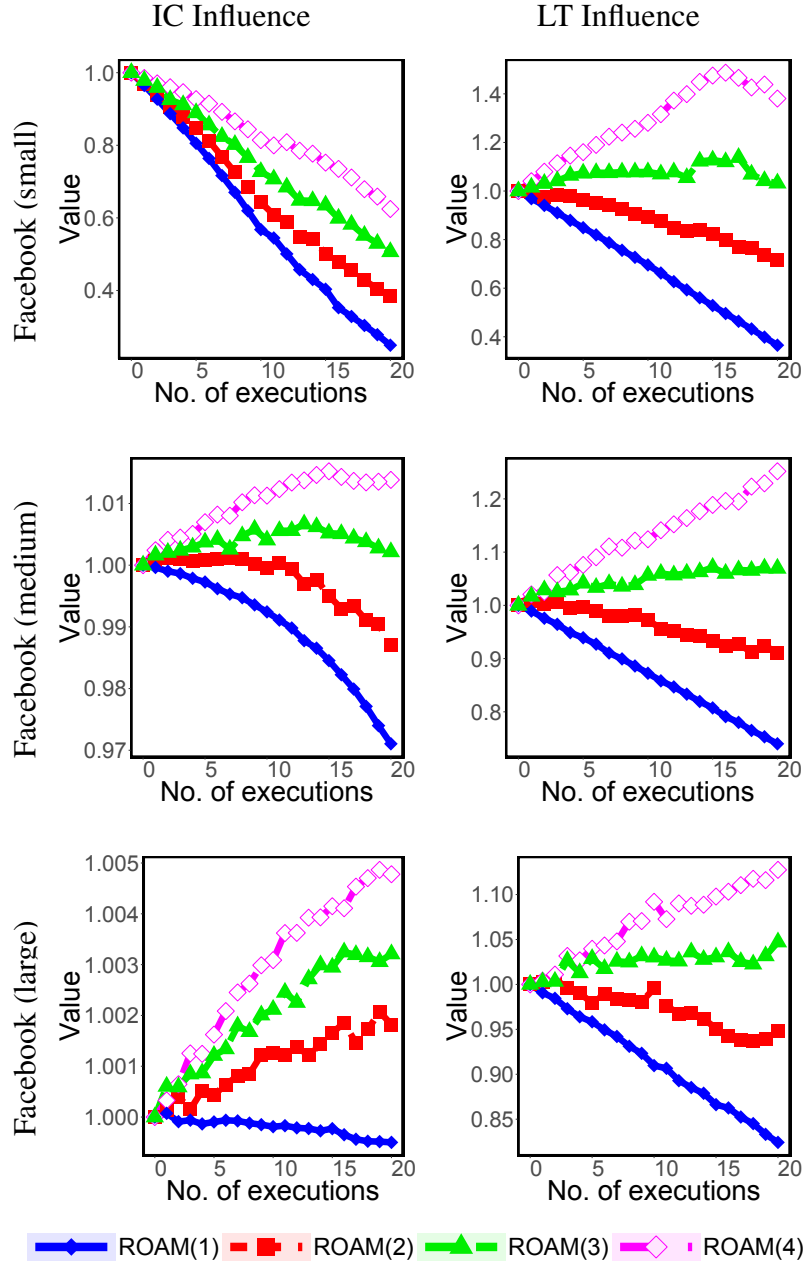 IC Influence LT Influence
Facebook (small)
Value
1.0
0.8
0.6
0.4
0 5 10 15 20
No. of executions
Value
1.4
1.2
1.0
0.8
0.6
0.4
0 5 10 15 20
No. of executions
Facebook (medium)
Value
1.01
1.00
0.99
0.98
0.97
0 5 10 15 20
No. of executions
Value
1.2
1.1
1.0
0.9
0.8
0 5 10 15 20
No. of executions
Facebook (large)
Value
1.005
1.004
1.003
1.002
1.001
1.000
0 5 10 15 20
No. of executions
Value
1.10
1.05
1.00
0.95
0.90
0.85
0 5 10 15 20
No. of executions
ROAM(1) ROAM(2) ROAM(3) ROAM(4)